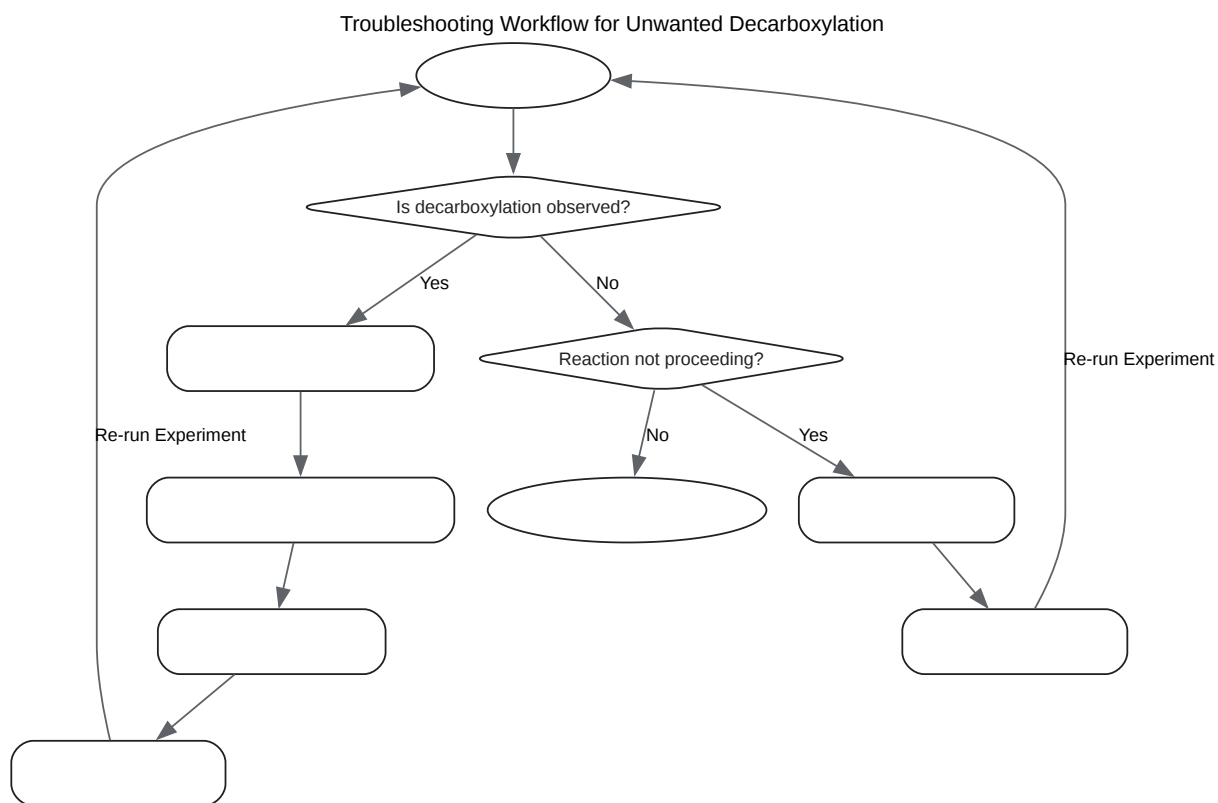 Troubleshooting Workflow for Unwanted Decarboxylation
Is decarboxylation observed?
Yes
No
Reaction not proceeding?
Re-run Experiment
Re-run Experiment
No
Yes